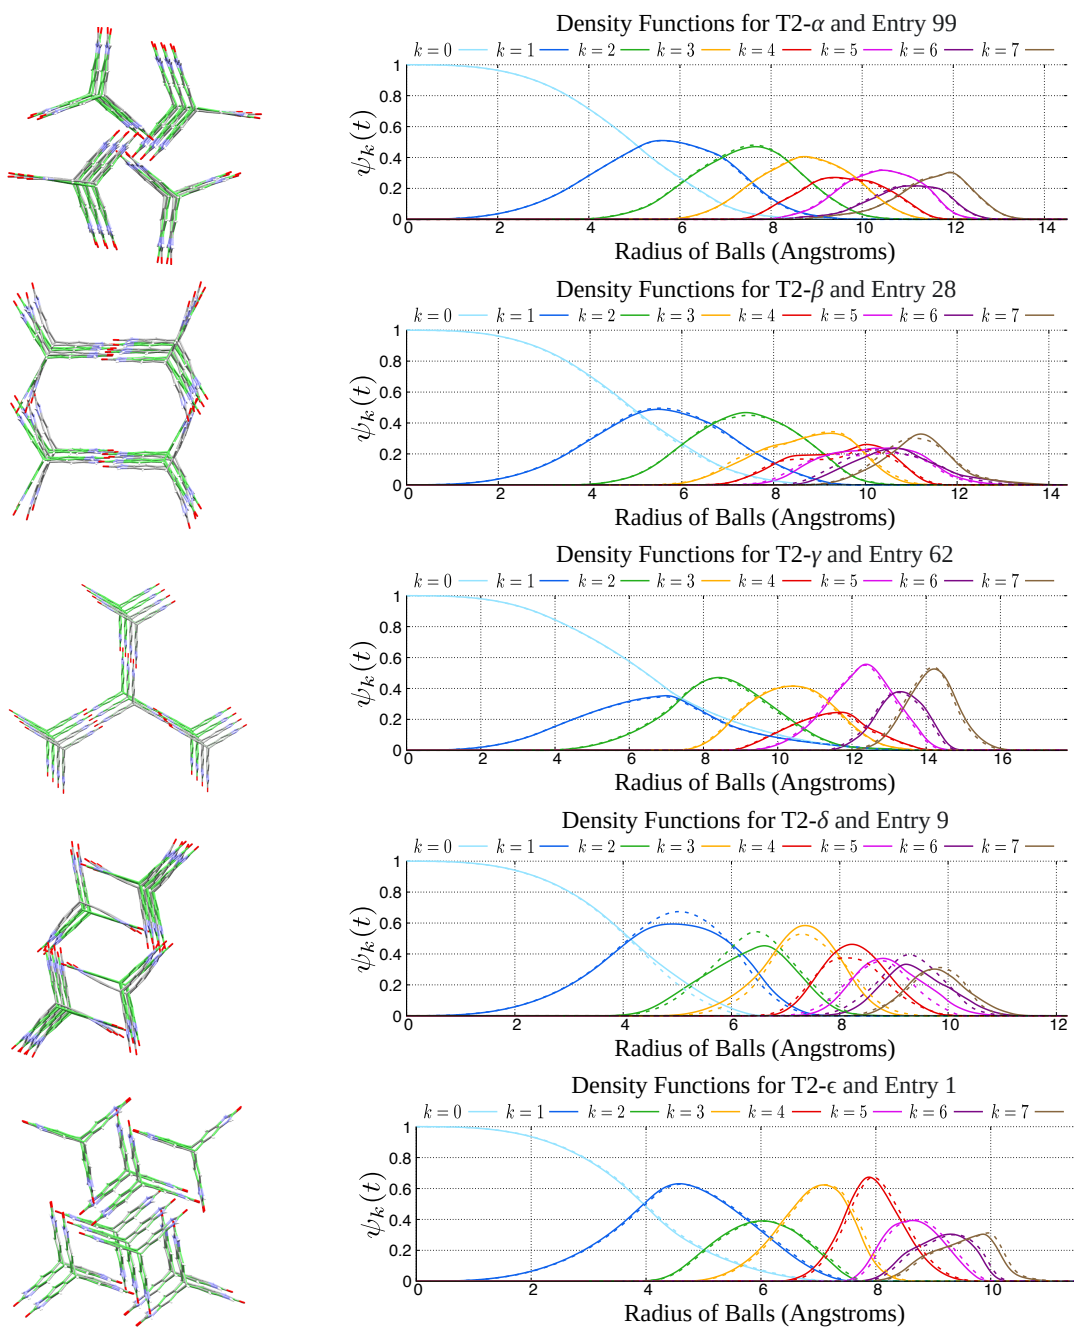 Density Functions for T2-α and Entry 99
k = 0 k = 1 k = 2 k = 3 k = 4 k = 5 k = 6 k = 7
1
0.8
0.6
0.4
0.2
0
ψk(t)
0 2 4 6 8 10 12 14
Radius of Balls (Angstroms)
Density Functions for T2-β and Entry 28
k = 0 k = 1 k = 2 k = 3 k = 4 k = 5 k = 6 k = 7
1
0.8
0.6
0.4
0.2
0
ψk(t)
0 2 4 6 8 10 12 14
Radius of Balls (Angstroms)
Density Functions for T2-γ and Entry 62
k = 0 k = 1 k = 2 k = 3 k = 4 k = 5 k = 6 k = 7
1
0.8
0.6
0.4
0.2
0
ψk(t)
0 2 4 6 8 10 12 14 16
Radius of Balls (Angstroms)
Density Functions for T2-δ and Entry 9
k = 0 k = 1 k = 2 k = 3 k = 4 k = 5 k = 6 k = 7
1
0.8
0.6
0.4
0.2
0
ψk(t)
0 2 4 6 8 10 12
Radius of Balls (Angstroms)
Density Functions for T2-ϵ and Entry 1
k = 0 k = 1 k = 2 k = 3 k = 4 k = 5 k = 6 k = 7
1
0.8
0.6
0.4
0.2
0
ψk(t)
0 2 4 6 8 10
Radius of Balls (Angstroms)